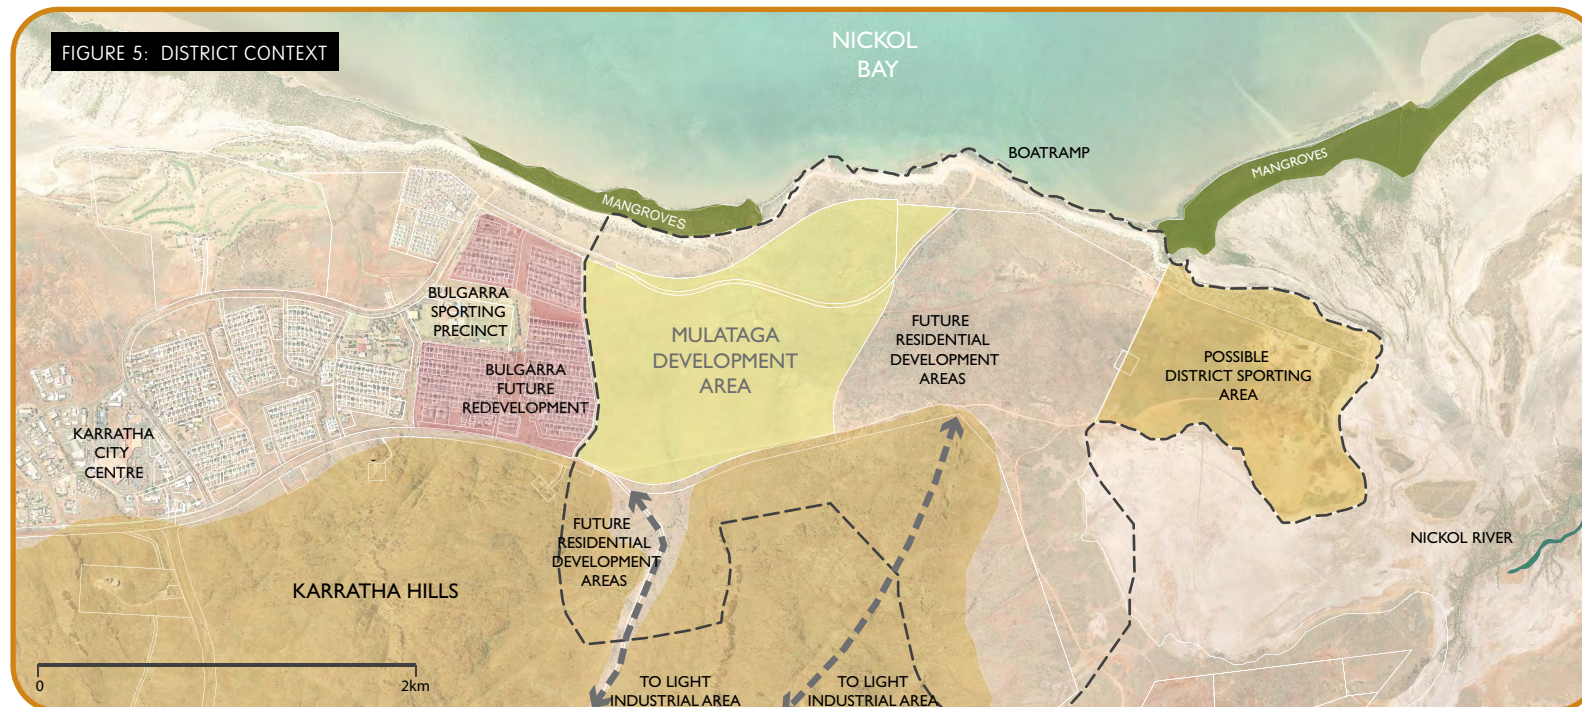 FIGURE 5: DISTRICT CONTEXT
NICKOL
BAY
BOATRAMP
MANGROVES
MANGROVES
BULGARRA
SPORTING
PRECINCT
MULATAGA
DEVELOPMENT
AREA
FUTURE
RESIDENTIAL
DEVELOPMENT
AREAS
POSSIBLE
DISTRICT SPORTING
AREA
BULGARRA
FUTURE
REDEVELOPMENT
KARRATHA
CITY
CENTRE
FUTURE
RESIDENTIAL
DEVELOPMENT
AREAS
NICKOL RIVER
KARRATHA HILLS
TO LIGHT
INDUSTRIAL AREA
TO LIGHT
INDUSTRIAL AREA
0
2km